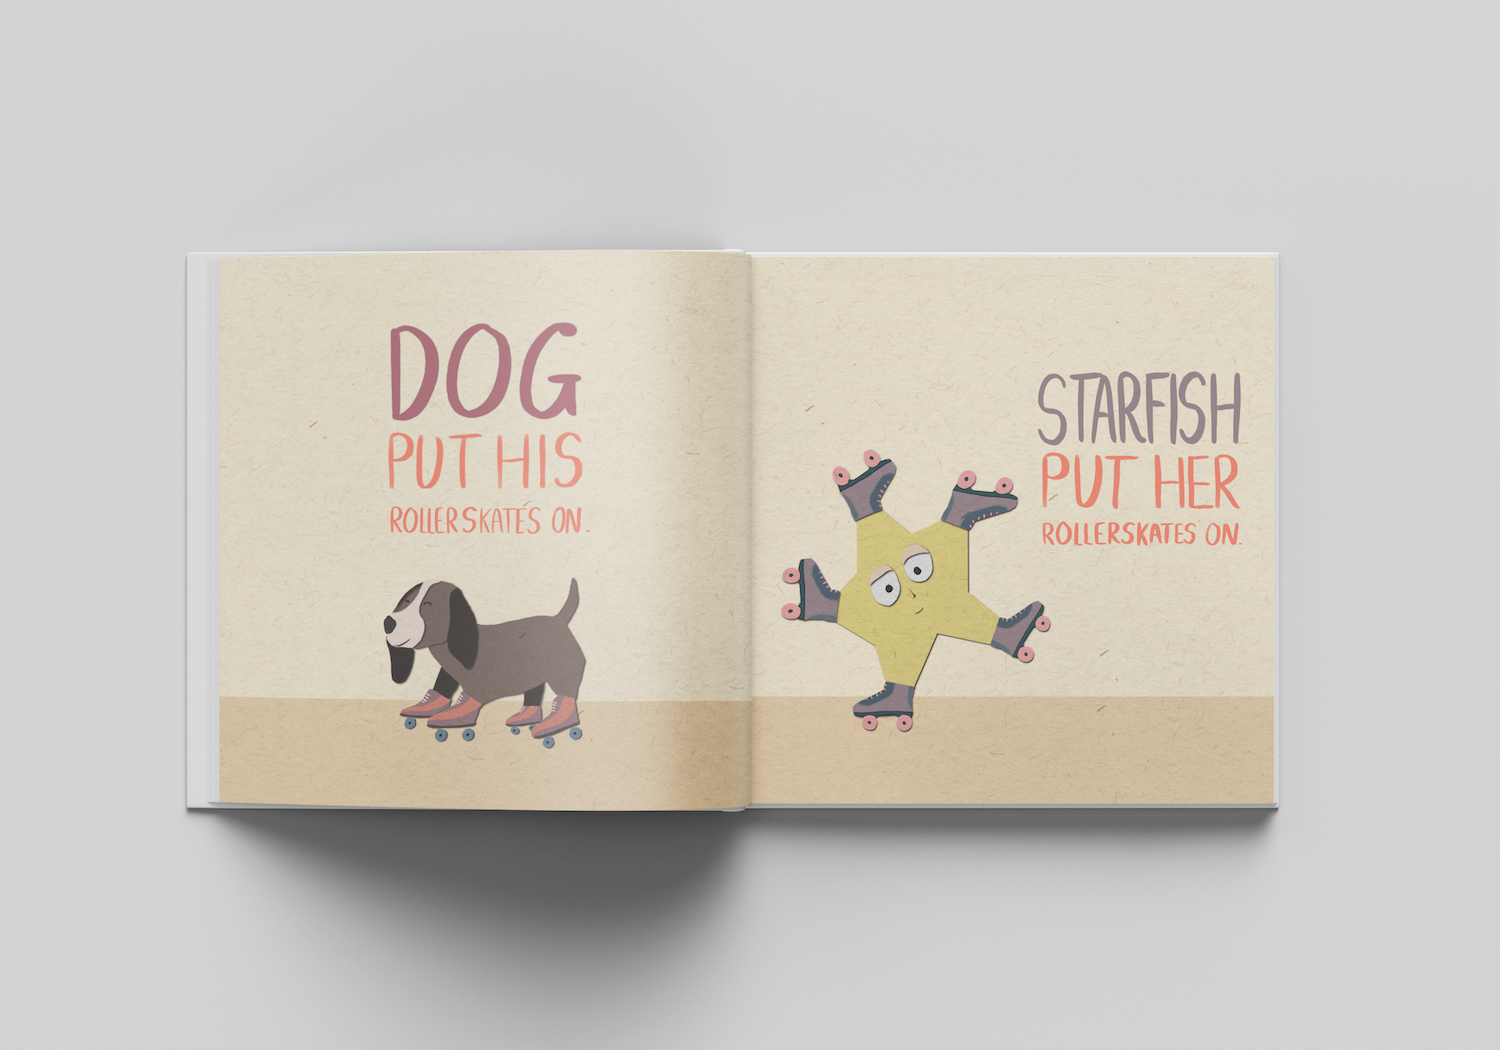 DOG
PUT HIS
ROLLERSKATES ON.
STARFISH
PUT HER
ROLLERSKATES ON.